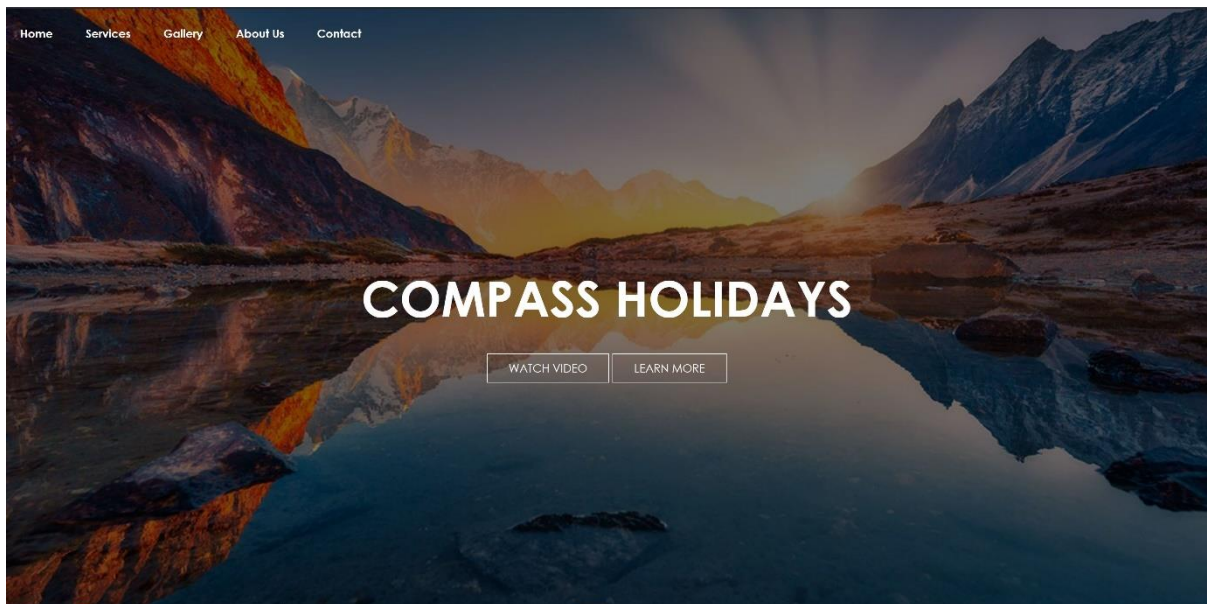 Home Services Gallery About Us Contact
COMPASS HOLIDAYS
WATCH VIDEO LEARN MORE